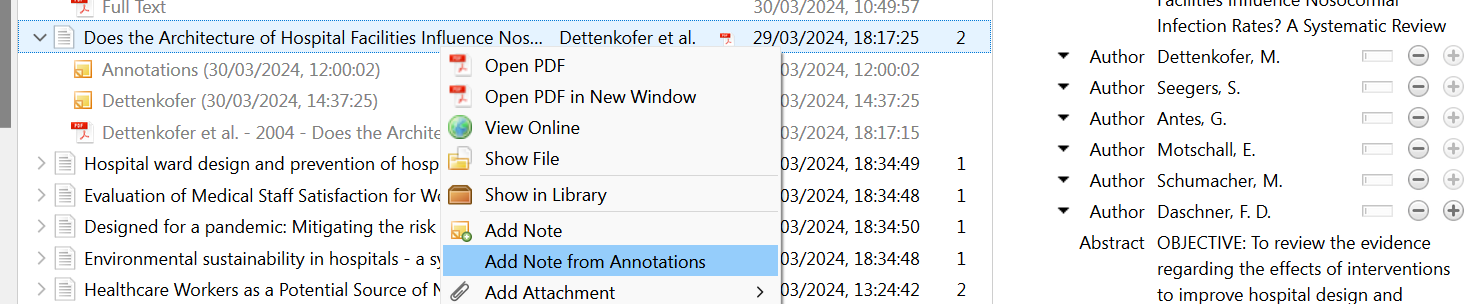 Full Text 30/03/2024, 10:49:57
Does the Architecture of Hospital Facilities Influence Nos... Dettenkofer et al. 29/03/2024, 18:17:25 2
Annotations (30/03/2024, 12:00:02) 03/2024, 12:00:02
Dettenkofer (30/03/2024, 14:37:25) 03/2024, 14:37:25
Dettenkofer et al. - 2004 - Does the Archite 03/2024, 18:17:15
Hospital ward design and prevention of hosp 03/2024, 18:34:49 1
Evaluation of Medical Staff Satisfaction for Wo 03/2024, 18:34:48 1
Designed for a pandemic: Mitigating the risk 03/2024, 18:34:50 1
Environmental sustainability in hospitals - a sy 03/2024, 18:34:48 1
Healthcare Workers as a Potential Source of N 03/2024, 13:24:42 2
Open PDF
Open PDF in New Window
View Online
Show File
Show in Library
Add Note
Add Note from Annotations
Add Attachment
Facilities Influence Nosocomial
Infection Rates? A Systematic Review
Author Dettenkofer, M.
Author Seegers, S.
Author Antes, G.
Author Motschall, E.
Author Schumacher, M.
Author Daschner, F. D.
Abstract OBJECTIVE: To review the evidence
regarding the effects of interventions
to improve hospital design and